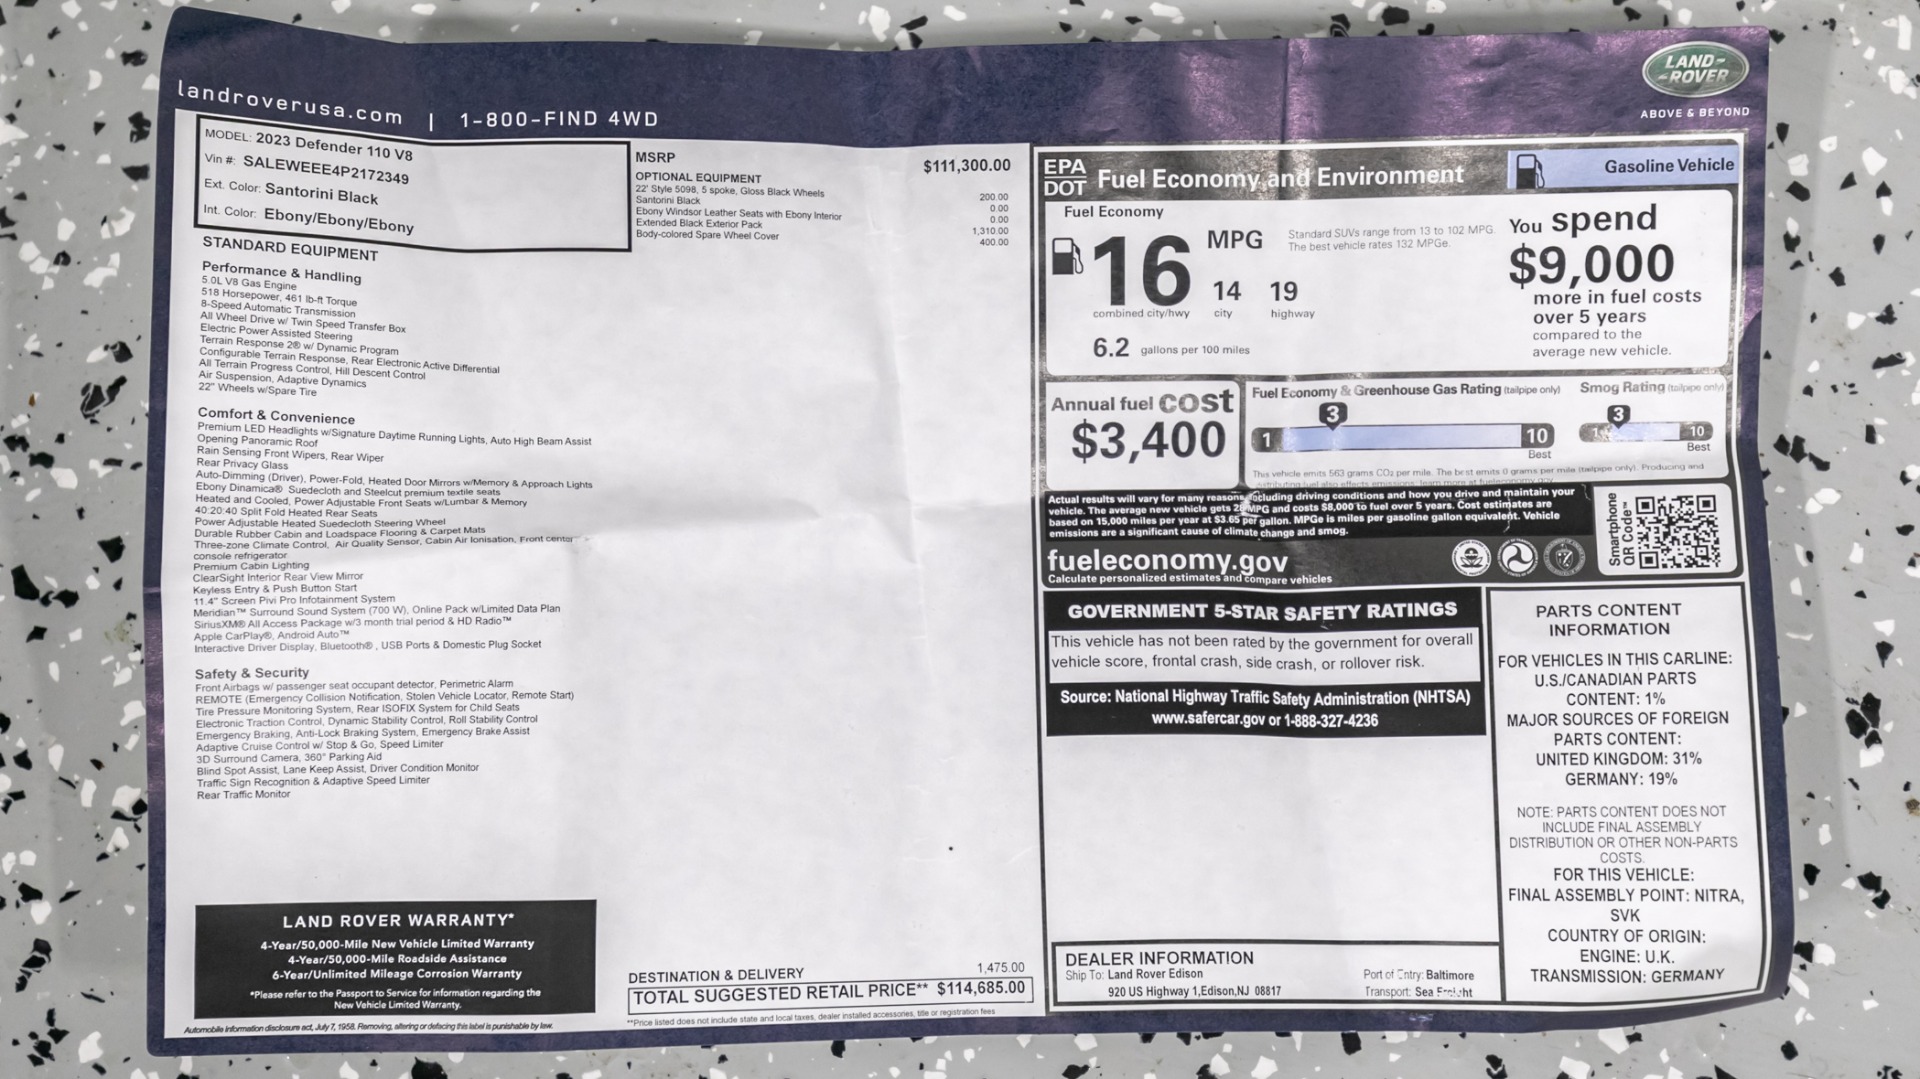 landroverusa.com | 1-800-FIND 4WD
LAND ROVER
ABOVE & BEYOND
MODEL: 2023 Defender 110 V8
Vin #: SALEWEEE4P2172349
Ext. Color: Santorini Black
Int. Color: Ebony/Ebony/Ebony
STANDARD EQUIPMENT
Performance & Handling
5.0L V8 Gas Engine
518 Horsepower, 461 lb-ft Torque
8-Speed Automatic Transmission
All Wheel Drive w/ Twin Speed Transfer Box
Electric Power Assisted Steering
Terrain Response 2® w/ Dynamic Program
Configurable Terrain Response, Rear Electronic Active Differential
All Terrain Progress Control, Hill Descent Control
Air Suspension, Adaptive Dynamics
22" Wheels w/Spare Tire
Comfort & Convenience
Premium LED Headlights w/Signature Daytime Running Lights, Auto High Beam Assist
Opening Panoramic Roof
Rain Sensing Front Wipers, Rear Wiper
Rear Privacy Glass
Auto-Dimming (Driver), Power-Fold, Heated Door Mirrors w/Memory & Approach Lights
Ebony Dinamica® Suedecloth and Steelcut premium textile seats
Heated and Cooled, Power Adjustable Front Seats w/Lumbar & Memory
40:20:40 Split Fold Heated Rear Seats
Power Adjustable Heated Suedecloth Steering Wheel
Durable Rubber Cabin and Loadspace Flooring & Carpet Mats
Three-zone Climate Control, Air Quality Sensor, Cabin Air Ionisation, Front center
console refrigerator
Premium Cabin Lighting
ClearSight Interior Rear View Mirror
Keyless Entry & Push Button Start
11.4" Screen Pivi Pro Infotainment System
Meridian™ Surround Sound System (700 W), Online Pack w/Limited Data Plan
SiriusXM® All Access Package w/3 month trial period & HD Radio™
Apple CarPlay®, Android Auto™
Interactive Driver Display, Bluetooth®, USB Ports & Domestic Plug Socket
Safety & Security
Front Airbags w/ passenger seat occupant detector, Perimetric Alarm
REMOTE (Emergency Collision Notification, Stolen Vehicle Locator, Remote Start)
Tire Pressure Monitoring System, Rear ISOFIX System for Child Seats
Electronic Traction Control, Dynamic Stability Control, Roll Stability Control
Emergency Braking, Anti-Lock Braking System, Emergency Brake Assist
Adaptive Cruise Control w/ Stop & Go, Speed Limiter
3D Surround Camera, 360° Parking Aid
Blind Spot Assist, Lane Keep Assist, Driver Condition Monitor
Traffic Sign Recognition & Adaptive Speed Limiter
Rear Traffic Monitor
LAND ROVER WARRANTY*
4-Year/50,000-Mile New Vehicle Limited Warranty
4-Year/50,000-Mile Roadside Assistance
6-Year/Unlimited Mileage Corrosion Warranty
*Please refer to the Passport to Service for information regarding the
New Vehicle Limited Warranty.
Automobile information disclosure act, July 7, 1958. Removing, altering or defacing this label is punishable by law.
MSRP $111,300.00
OPTIONAL EQUIPMENT
22' Style 5098, 5 spoke, Gloss Black Wheels 200.00
Santorini Black 0.00
Ebony Windsor Leather Seats with Ebony Interior 0.00
Extended Black Exterior Pack 1,310.00
Body-colored Spare Wheel Cover 400.00
DESTINATION & DELIVERY 1,475.00
TOTAL SUGGESTED RETAIL PRICE** $114,685.00
**Price listed does not include state and local taxes, dealer installed accessories, title or registration fees
EPA
DOT Fuel Economy and Environment
Gasoline Vehicle
Fuel Economy
16 MPG
combined city/hwy
14 city
19 highway
6.2 gallons per 100 miles
Standard SUVs range from 13 to 102 MPG.
The best vehicle rates 132 MPGe.
You spend
$9,000
more in fuel costs
over 5 years
compared to the
average new vehicle.
Annual fuel COST
$3,400
Fuel Economy & Greenhouse Gas Rating (tailpipe only)
3
1 10
Best
Smog Rating (tailpipe only)
3
1 10
Best
This vehicle emits 563 grams CO2 per mile. The best emits 0 grams per mile (tailpipe only). Producing and
distributing fuel also effects emissions; learn more at fueleconomy.gov.
Actual results will vary for many reasons including driving conditions and how you drive and maintain your
vehicle. The average new vehicle gets MPG and costs $8,000 to fuel over 5 years. Cost estimates are
based on 15,000 miles per year at $3.65 per gallon. MPGe is miles per gasoline gallon equivalent. Vehicle
emissions are a significant cause of climate change and smog.
fueleconomy.gov
Calculate personalized estimates and compare vehicles
Smartphone
QR Code™
GOVERNMENT 5-STAR SAFETY RATINGS
This vehicle has not been rated by the government for overall
vehicle score, frontal crash, side crash, or rollover risk.
Source: National Highway Traffic Safety Administration (NHTSA)
www.safercar.gov or 1-888-327-4236
PARTS CONTENT
INFORMATION
FOR VEHICLES IN THIS CARLINE:
U.S./CANADIAN PARTS
CONTENT: 1%
MAJOR SOURCES OF FOREIGN
PARTS CONTENT:
UNITED KINGDOM: 31%
GERMANY: 19%
NOTE: PARTS CONTENT DOES NOT
INCLUDE FINAL ASSEMBLY
DISTRIBUTION OR OTHER NON-PARTS
COSTS.
FOR THIS VEHICLE:
FINAL ASSEMBLY POINT: NITRA,
SVK
COUNTRY OF ORIGIN:
ENGINE: U.K.
TRANSMISSION: GERMANY
DEALER INFORMATION
Ship To: Land Rover Edison
920 US Highway 1,Edison,NJ 08817
Port of Entry: Baltimore
Transport: Sea Freight